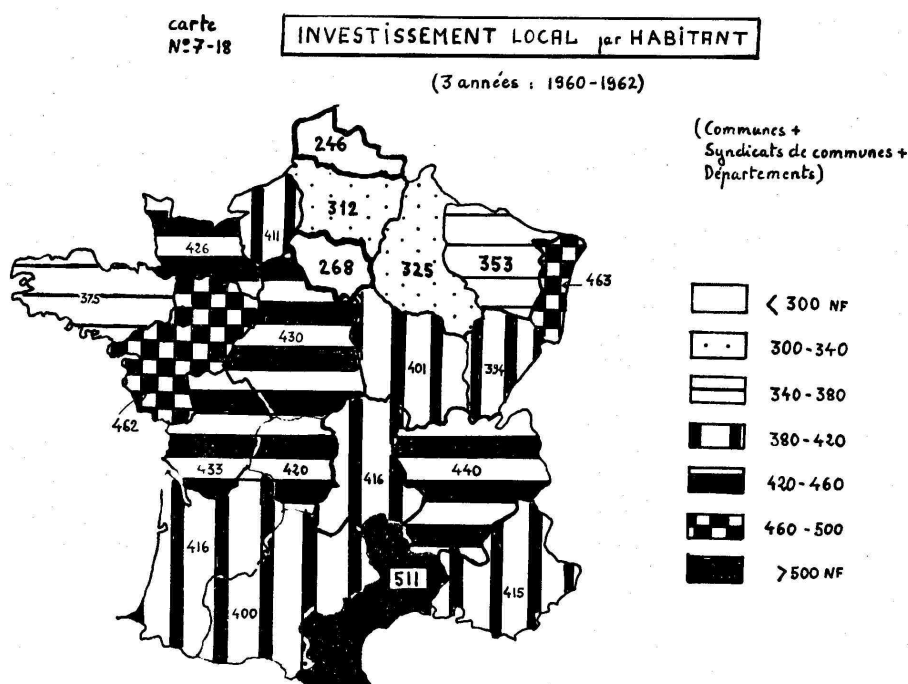 carte
Nº7-18
INVESTISSEMENT LOCAL par HABITANT
(3 années : 1960-1962)
(Communes +
Syndicats de communes +
Départements)
246
312
411
426
268
325
353
463
375
430
401
394
462
433
420
416
440
416
400
511
415
< 300 NF
300-340
340-380
380-420
420-460
460-500
>500 NF